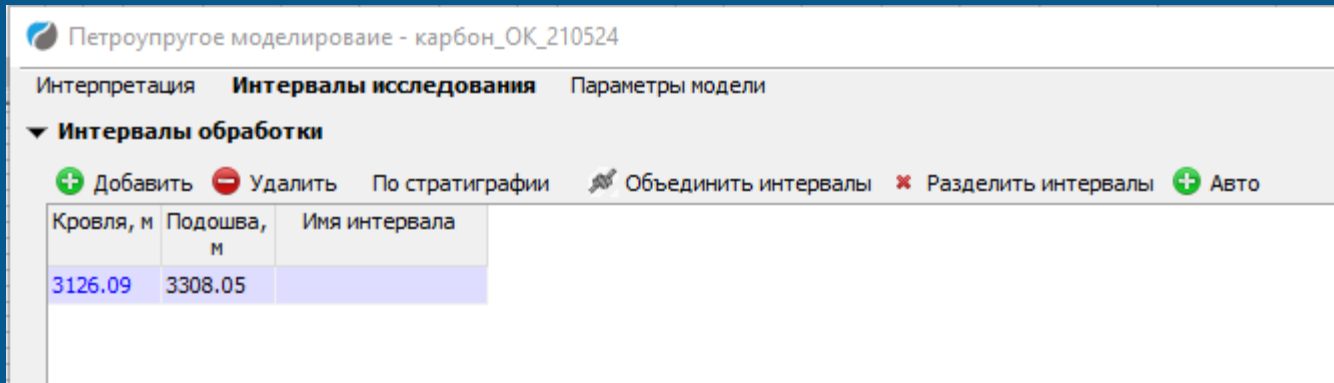 Петроупругое моделироваие - карбон_ОК_210524
Интерпретация Интервалы исследования Параметры модели
Интервалы обработки
Добавить Удалить По стратиграфии Объединить интервалы Разделить интервалы Авто
Кровля, м Подошва, м Имя интервала
3126.09 3308.05